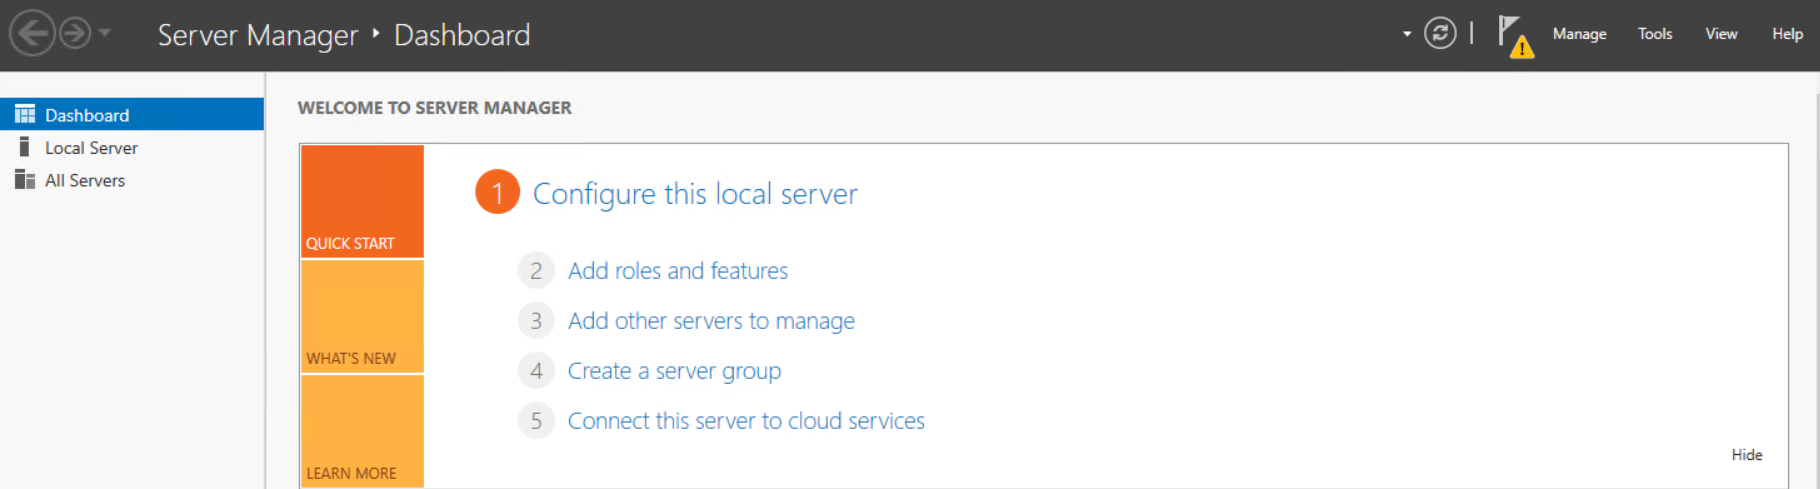 Server Manager ‣ Dashboard
Manage Tools View Help
Dashboard
Local Server
All Servers
WELCOME TO SERVER MANAGER
QUICK START
WHAT'S NEW
LEARN MORE
1 Configure this local server
2 Add roles and features
3 Add other servers to manage
4 Create a server group
5 Connect this server to cloud services
Hide